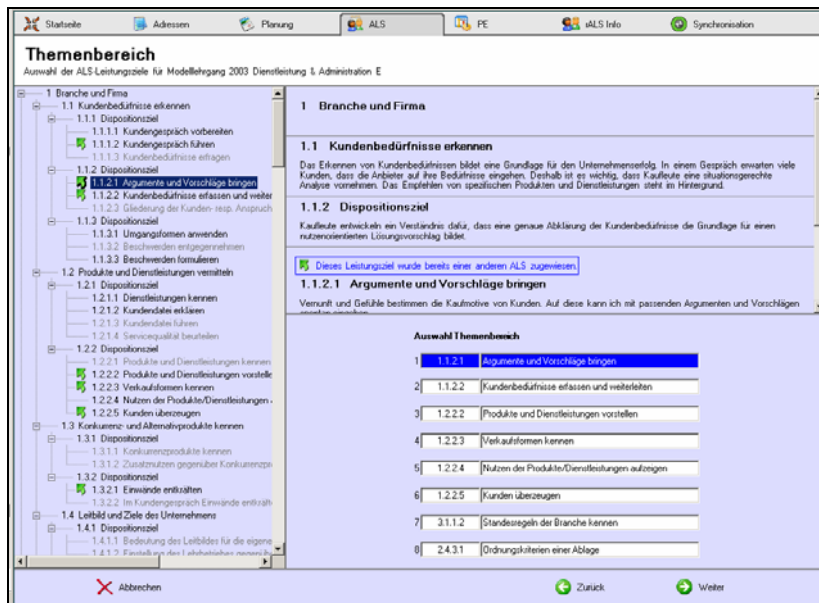 Startseite
Adressen
Planung
ALS
PE
Synchronisation
Themenbereich
Auswahl der ALS-Leistungsziele für Modelllehrgang 2003 Dienstleistung & Administration E
1 Branche und Firma
1.1 Kundenbedürfnisse erkennen
1.1.1 Dispositionsziel
1.1.1.1 Kundengespräch vorbereiten
1.1.1.2 Kundengespräch führen
1.1.1.3 Kundenbedürfnisse erfragen
1.1.2 Dispositionsziel
1.1.2.1 Argumente und Vorschläge bringen
1.1.2.2 Kundenbedürfnisse erfassen und weiter
1.1.2.3 Gliederung der Kunden- resp. Anspruch
1.1.3 Dispositionsziel
1.1.3.1 Umgangsformen anwenden
1.1.3.2 Beschwerden entgegennehmen
1.1.3.3 Beschwerden formulieren
1.2 Produkte und Dienstleistungen vermitteln
1.2.1 Dispositionsziel
1.2.1.1 Dienstleistungen kennen
1.2.1.2 Kundendatei erklären
1.2.1.3 Kundendatei führen
1.2.1.4 Servicequalität beurteilen
1.2.2 Dispositionsziel
1.2.2.1 Produkte und Dienstleistungen kennen
1.2.2.2 Produkte und Dienstleistungen vorstelle
1.2.2.3 Verkaufsformen kennen
1.2.2.4 Nutzen der Produkte/Dienstleistungen
1.2.2.5 Kunden überzeugen
1.3 Konkurrenz- und Alternativprodukte kennen
1.3.1 Dispositionsziel
1.3.1.1 Konkurrenzprodukte kennen
1.3.1.2 Zusatznutzen gegenüber Konkurrenzpr
1.3.2 Dispositionsziel
1.3.2.1 Einwände entkräften
1.3.2.2 Im Kundengespräch Einwände entkräft
1.4 Leitbild und Ziele des Unternehmens
1.4.1 Dispositionsziel
1.4.1.1 Bedeutung des Leitbildes für die eigene
1.4.1.2 Einstellung des Lehrbetriebes gegenüb
1 Branche und Firma
1.1 Kundenbedürfnisse erkennen
Das Erkennen von Kundenbedürfnissen bildet eine Grundlage für den Unternehmenserfolg. In einem Gespräch erwarten viele
Kunden, dass die Anbieter auf ihre Bedürfnisse eingehen. Deshalb ist es wichtig, dass Kaufleute eine situationsgerechte
Analyse vornehmen. Das Empfehlen von spezifischen Produkten und Dienstleistungen steht im Hintergrund.
1.1.2 Dispositionsziel
Kaufleute entwickeln ein Verständnis dafür, dass eine genaue Abklärung der Kundenbedürfnisse die Grundlage für einen
nutzenorientierten Lösungsvorschlag bildet.
Dieses Leistungsziel wurde bereits einer anderen ALS zugewiesen.
1.1.2.1 Argumente und Vorschläge bringen
Vernunft und Gefühle bestimmen die Kaufmotive von Kunden. Auf diese kann ich mit passenden Argumenten und Vorschlägen
spontan eingehen.
Auswahl Themenbereich
1 1.1.2.1 Argumente und Vorschläge bringen
2 1.1.2.2 Kundenbedürfnisse erfassen und weiterleiten
3 1.2.2.2 Produkte und Dienstleistungen vorstellen
4 1.2.2.3 Verkaufsformen kennen
5 1.2.2.4 Nutzen der Produkte/Dienstleistungen aufzeigen
6 1.2.2.5 Kunden überzeugen
7 3.1.1.2 Standesregeln der Branche kennen
8 2.4.3.1 Ordnungskriterien einer Ablage
Abbrechen
Zurück
Weiter